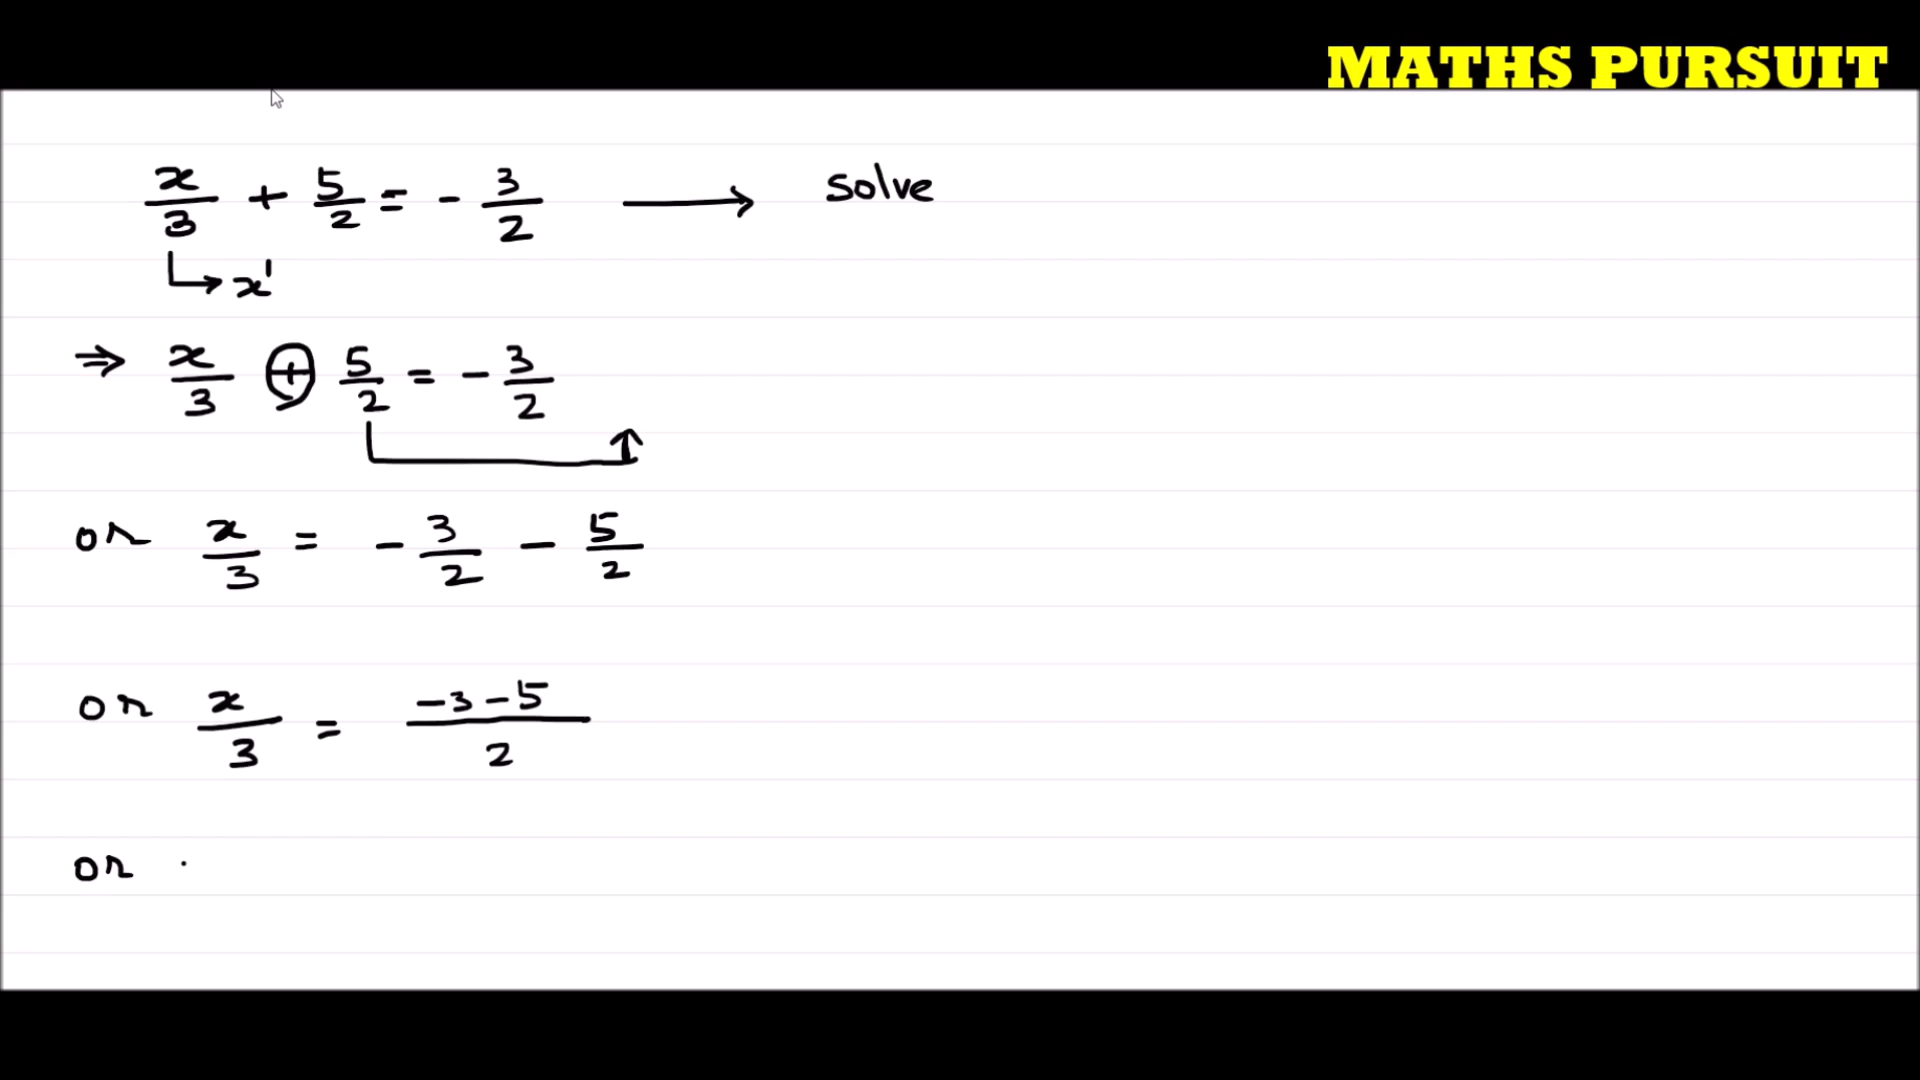 MATHS PURSUIT
x/3 + 5/2 = - 3/2 → solve
↳ x¹
⇒ x/3 ⊕ 5/2 = - 3/2
or x/3 = - 3/2 - 5/2
or x/3 = (-3-5)/2
or